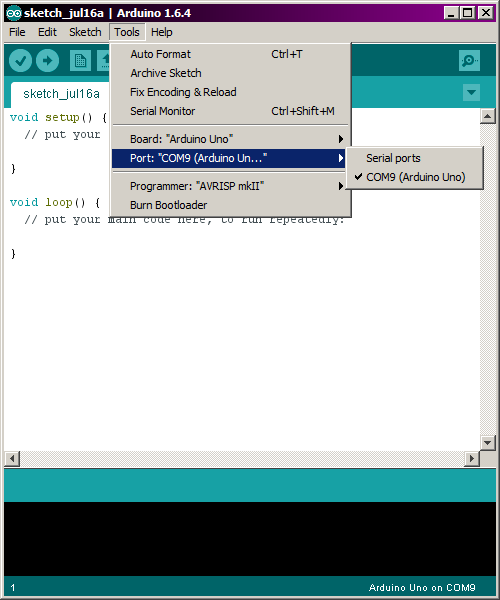 sketch_jul16a | Arduino 1.6.4
File Edit Sketch Tools Help
Auto Format Ctrl+T
Archive Sketch
Fix Encoding & Reload
Serial Monitor Ctrl+Shift+M
Board: "Arduino Uno"
Port: "COM9 (Arduino Un..."
Programmer: "AVRISP mkII"
Burn Bootloader
Serial ports
COM9 (Arduino Uno)
sketch_jul16a
void setup() {
// put your
}
void loop() {
// put your main code here, to run repeatedly:
}
1 Arduino Uno on COM9